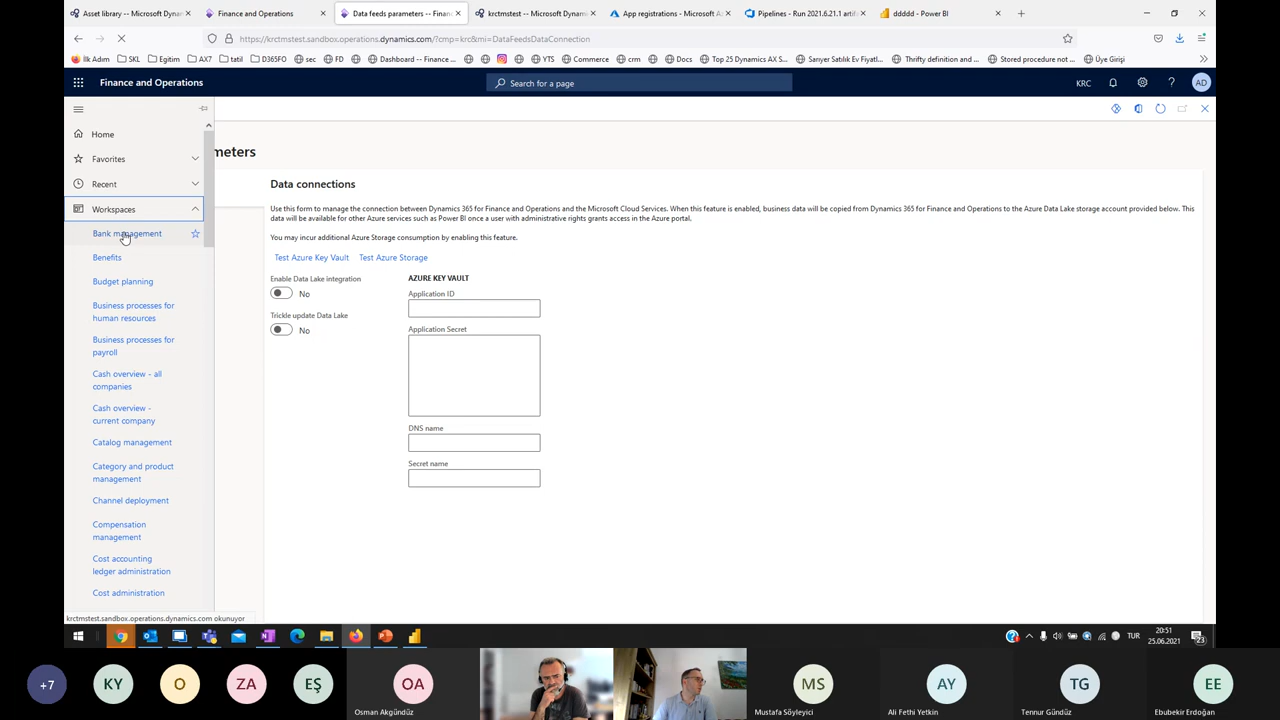 Asset library -- Microsoft Dynam
Finance and Operations
Data feeds parameters -- Finan
krctmstest -- Microsoft Dynami
App registrations - Microsoft Az
Pipelines - Run 2021.6.21.1 artifa
ddddd - Power BI
https://krctmstest.sandbox.operations.dynamics.com/?cmp=krc&mi=DataFeedsDataConnection
İlk Adım SKL Egitim AX7 tatil D365FO sec FD Dashboard -- Finance ... YTS Commerce crm Docs Top 25 Dynamics AX S... Sarıyer Satılık Ev Fiyatl... Thrifty definition and ... Stored procedure not ... Üye Girişi
Finance and Operations
Search for a page
KRC
AD
Home
Favorites
Recent
Workspaces
Bank management
Benefits
Budget planning
Business processes for
human resources
Business processes for
payroll
Cash overview - all
companies
Cash overview -
current company
Catalog management
Category and product
management
Channel deployment
Compensation
management
Cost accounting
ledger administration
Cost administration
krctmstest.sandbox.operations.dynamics.com okunuyor
meters
Data connections
Use this form to manage the connection between Dynamics 365 for Finance and Operations and the Microsoft Cloud Services. When this feature is enabled, business data will be copied from Dynamics 365 for Finance and Operations to the Azure Data Lake storage account provided below. This
data will be available for other Azure services such as Power BI once a user with administrative rights grants access in the Azure portal.
You may incur additional Azure Storage consumption by enabling this feature.
Test Azure Key Vault Test Azure Storage
Enable Data Lake integration
No
Trickle update Data Lake
No
AZURE KEY VAULT
Application ID
Application Secret
DNS name
Secret name
TUR
20:51
25.06.2021
23
+7
KY
O
ZA
EŞ
OA
Osman Akgündüz
MS
Mustafa Söyleyici
AY
Ali Fethi Yetkin
TG
Tennur Gündüz
EE
Ebubekir Erdoğan